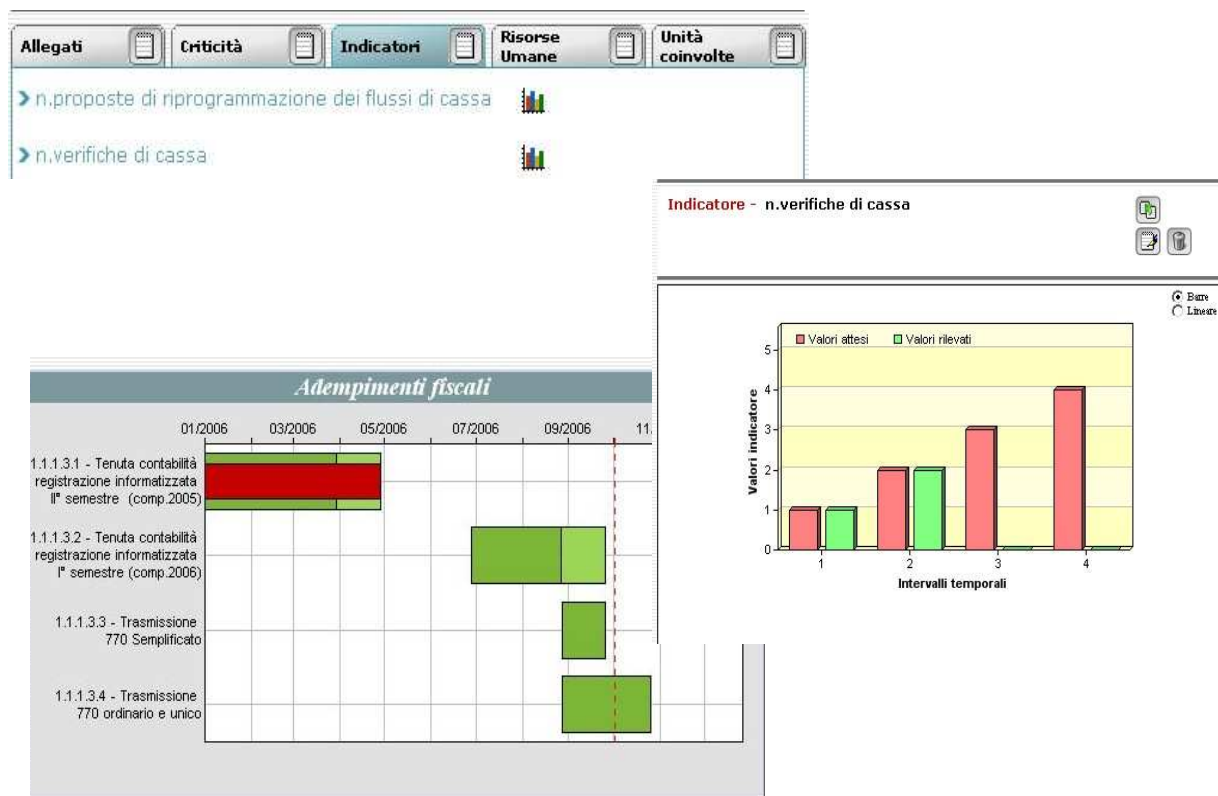 Allegati
Criticità
Indicatori
Risorse
Umane
Unità
coinvolte
n.proposte di riprogrammazione dei flussi di cassa
n.verifiche di cassa
Indicatore - n.verifiche di cassa
Barre
Lineare
Valori attesi
Valori rilevati
Valori indicatore
5
4
3
2
1
0
1
2
3
4
Intervalli temporali
Adempimenti fiscali
01/2006
03/2006
05/2006
07/2006
09/2006
11
1.1.1.3.1 - Tenuta contabilità
registrazione informatizzata
II° semestre (comp.2005)
1.1.1.3.2 - Tenuta contabilità
registrazione informatizzata
I° semestre (comp.2006)
1.1.1.3.3 - Trasmissione
770 Semplificato
1.1.1.3.4 - Trasmissione
770 ordinario e unico